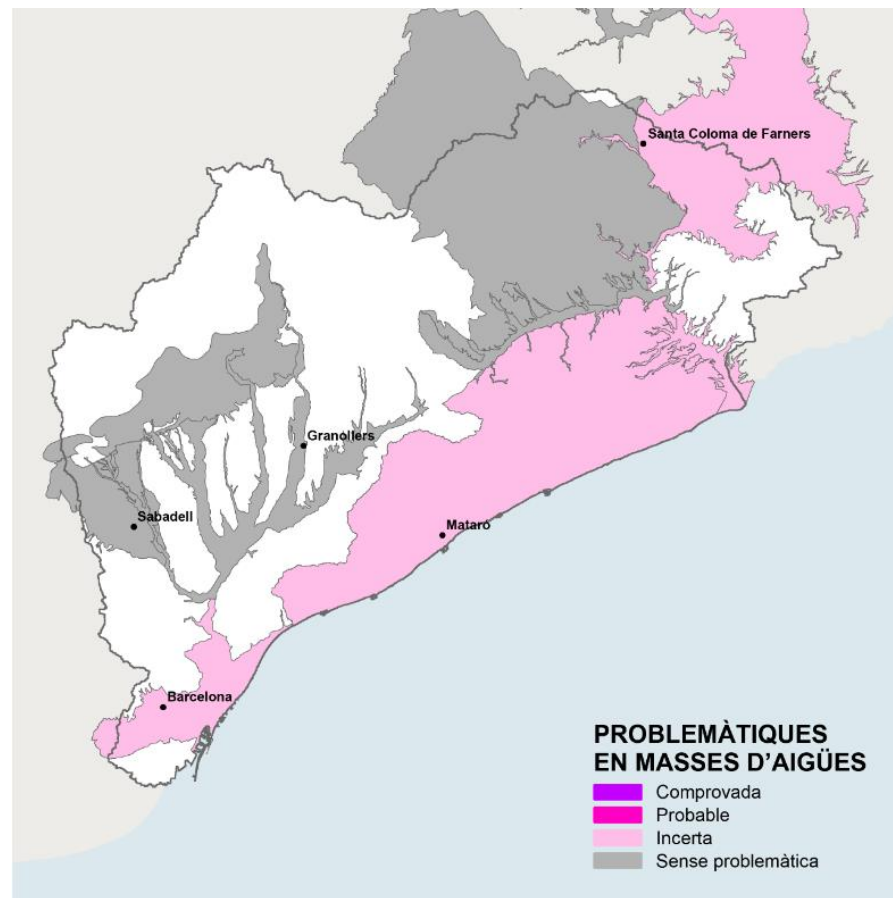 Santa Coloma de Farners
Granollers
Sabadell
Mataró
Barcelona
PROBLEMÀTIQUES
EN MASSES D'AIGÜES
Comprovada
Probable
Incerta
Sense problemàtica